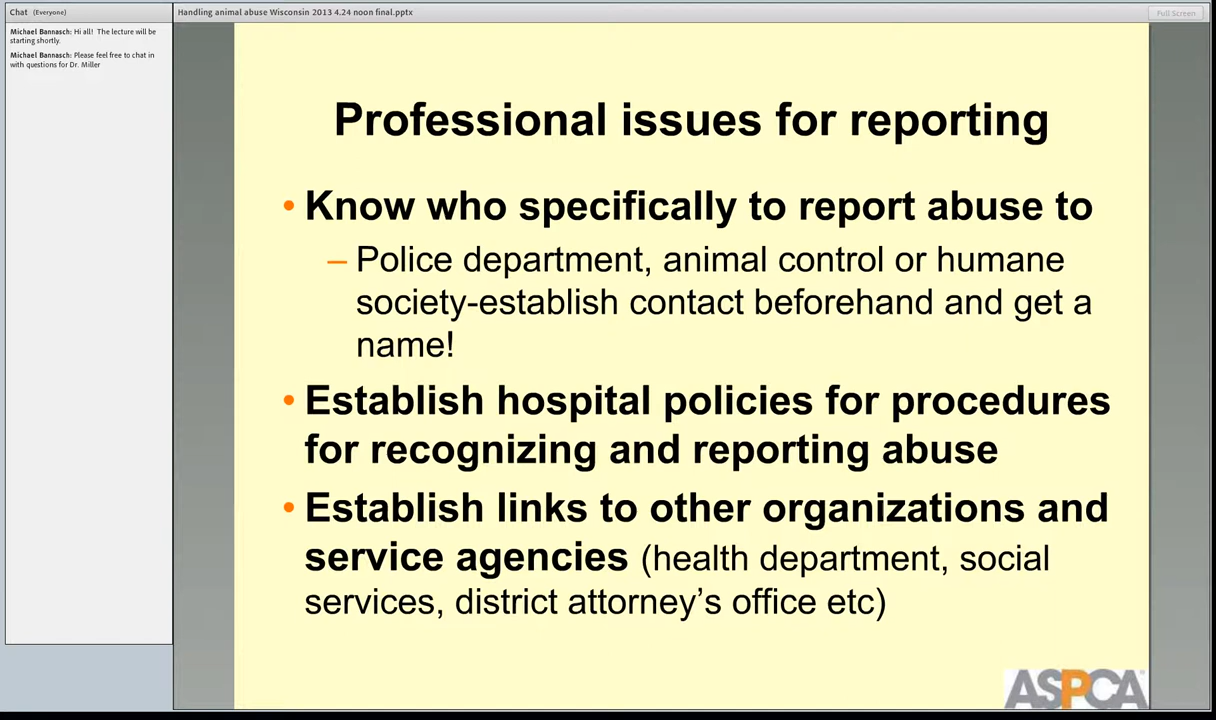 Chat (Everyone)
Michael Bannasch: Hi all! The lecture will be
starting shortly.
Michael Bannasch: Please feel free to chat in
with questions for Dr. Miller
Handling animal abuse Wisconsin 2013 4.24 noon final.pptx
Full Screen
Professional issues for reporting
• Know who specifically to report abuse to
– Police department, animal control or humane
society-establish contact beforehand and get a
name!
• Establish hospital policies for procedures
for recognizing and reporting abuse
• Establish links to other organizations and
service agencies (health department, social
services, district attorney’s office etc)
ASPCA